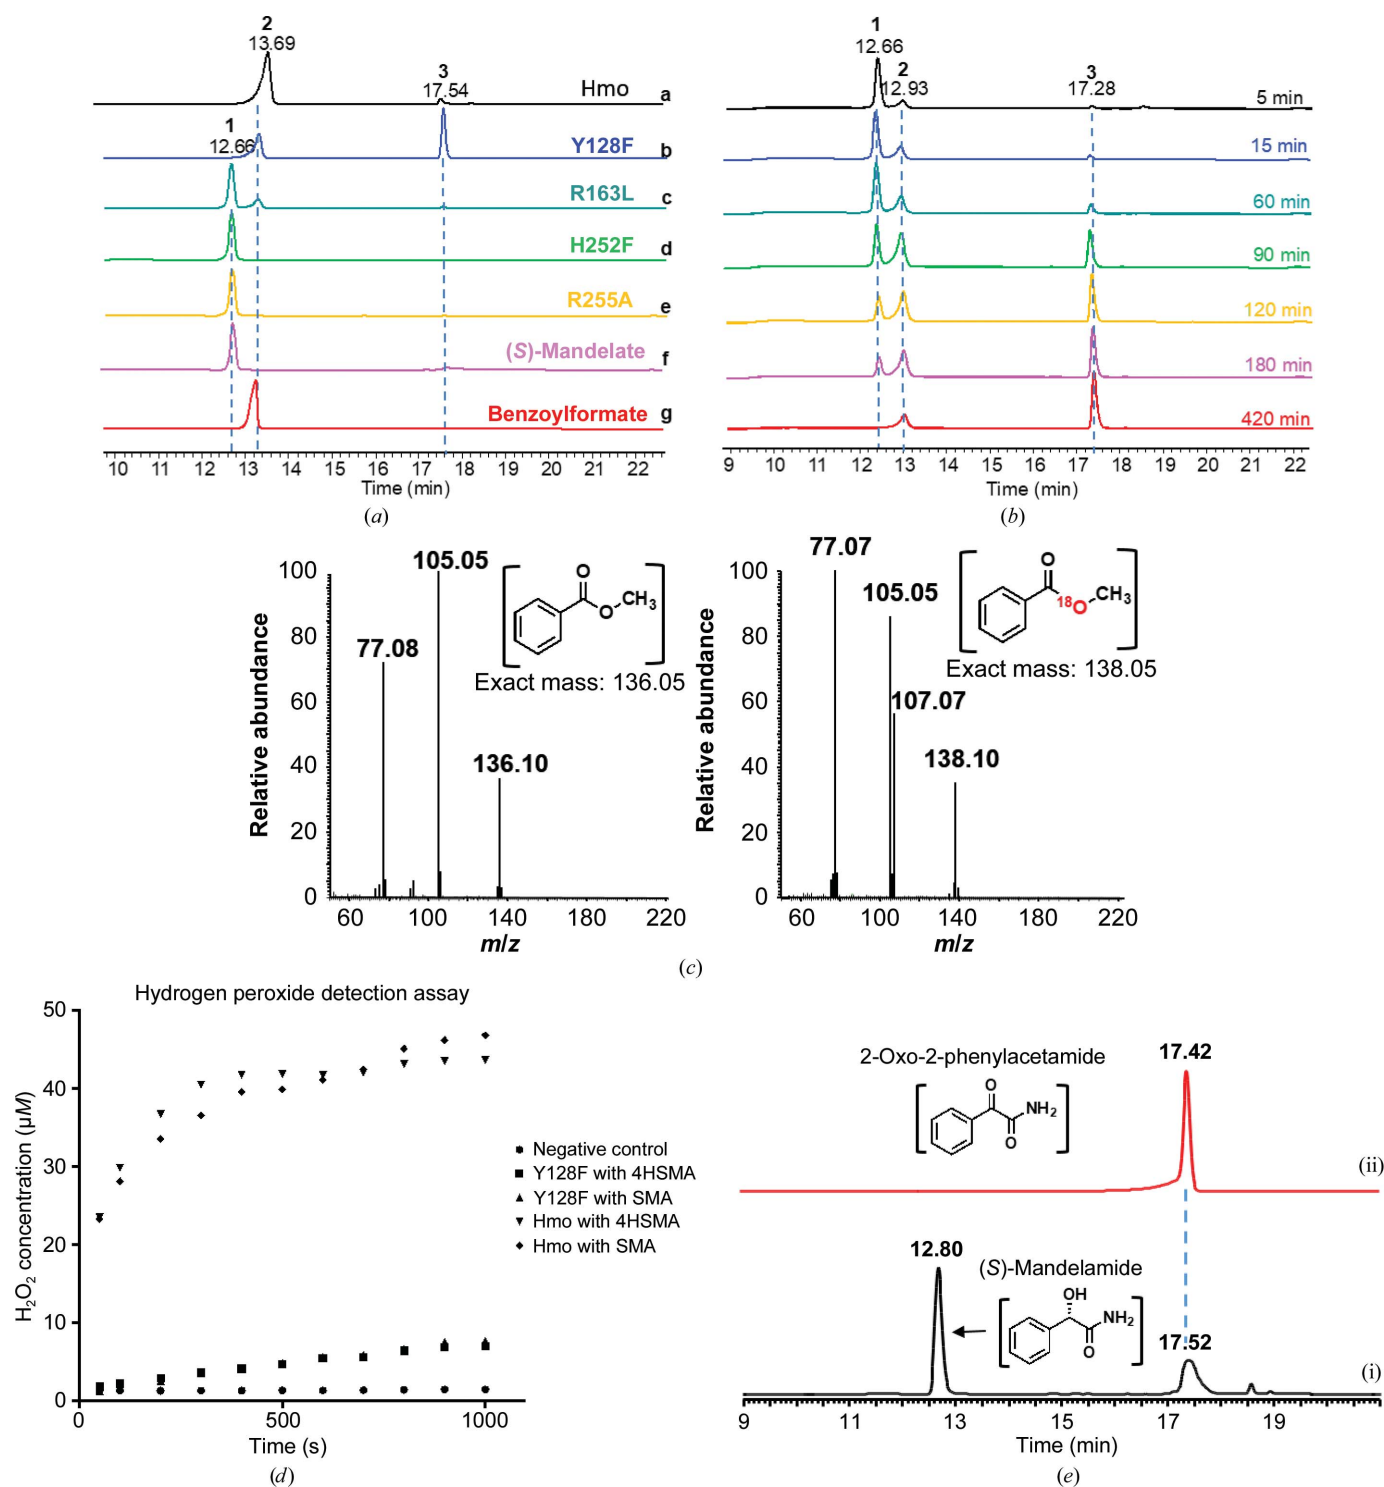 2
13.69
3
17.54
Hmo a
1
12.66
Y128F b
R163L c
H252F d
R255A e
(S)-Mandelate f
Benzoylformate g
10 11 12 13 14 15 16 17 18 19 20 21 22
Time (min)
(a)
1
12.66
2
12.93
3
17.28
5 min
15 min
60 min
90 min
120 min
180 min
420 min
9 10 11 12 13 14 15 16 17 18 19 20 21 22
Time (min)
(b)
Relative abundance
100
80
60
40
20
0
105.05
77.08
136.10
O
O
CH3
Exact mass: 136.05
60 100 140 180 220
m/z
Relative abundance
100
80
60
40
20
0
77.07
105.05
107.07
138.10
O
18O
CH3
Exact mass: 138.05
60 100 140 180 220
m/z
(c)
Hydrogen peroxide detection assay
H2O2 concentration (µM)
50
40
30
20
10
0
Negative control
Y128F with 4HSMA
Y128F with SMA
Hmo with 4HSMA
Hmo with SMA
0 500 1000
Time (s)
(d)
2-Oxo-2-phenylacetamide
17.42
O
NH2
O
(ii)
12.80
(S)-Mandelamide
OH
NH2
O
17.52
(i)
9 11 13 15 17 19
Time (min)
(e)